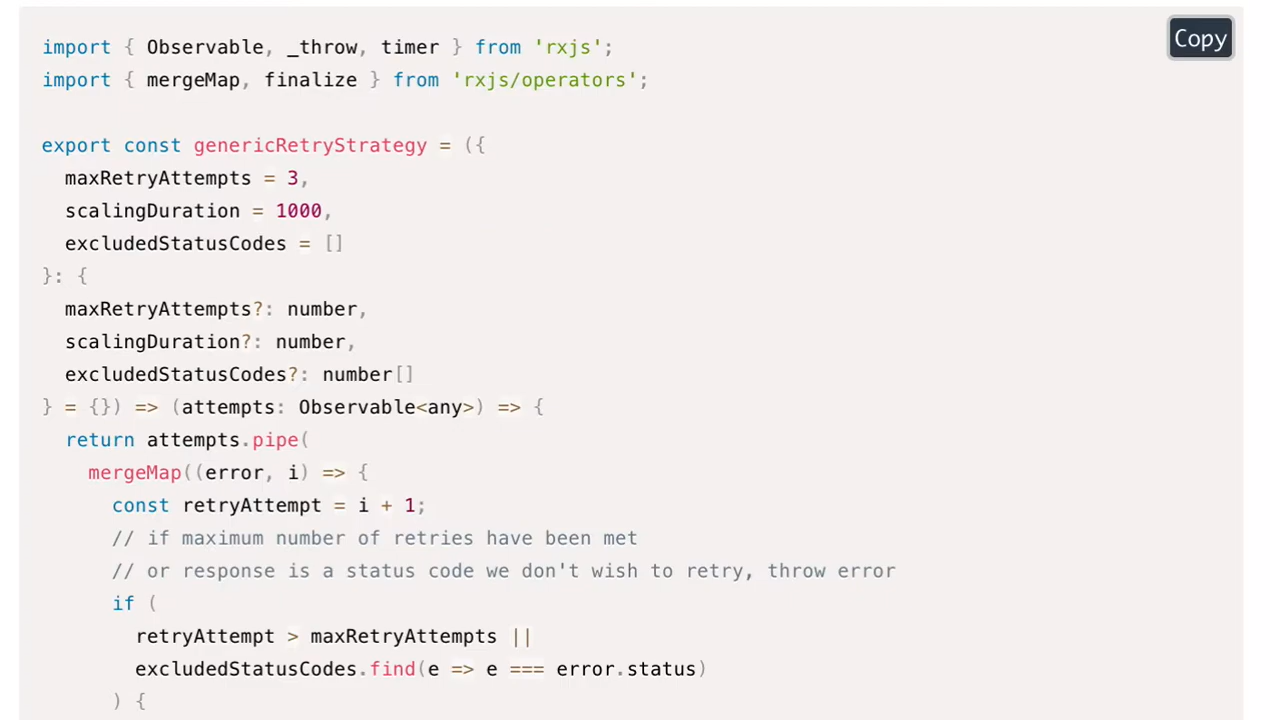 import { Observable, _throw, timer } from 'rxjs';
Copy
import { mergeMap, finalize } from 'rxjs/operators';
export const genericRetryStrategy = ({
  maxRetryAttempts = 3,
  scalingDuration = 1000,
  excludedStatusCodes = []
}: {
  maxRetryAttempts?: number,
  scalingDuration?: number,
  excludedStatusCodes?: number[]
} = {}) => (attempts: Observable<any>) => {
  return attempts.pipe(
    mergeMap((error, i) => {
      const retryAttempt = i + 1;
      // if maximum number of retries have been met
      // or response is a status code we don't wish to retry, throw error
      if (
        retryAttempt > maxRetryAttempts ||
        excludedStatusCodes.find(e => e === error.status)
      ) {